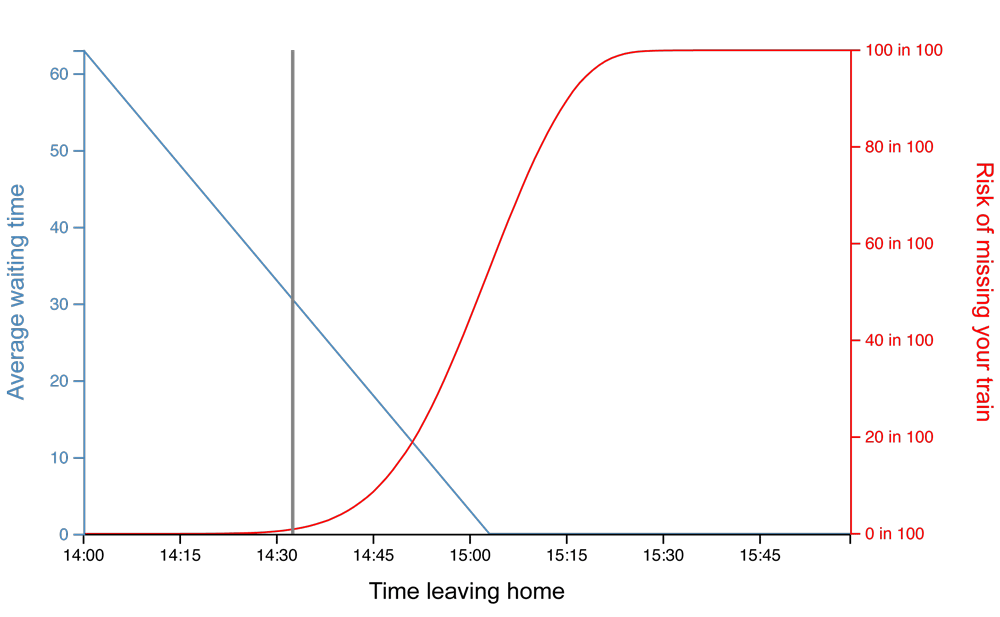 Average waiting time
60
50
40
30
20
10
0
100 in 100
80 in 100
60 in 100
40 in 100
20 in 100
0 in 100
Risk of missing your train
14:00 14:15 14:30 14:45 15:00 15:15 15:30 15:45
Time leaving home